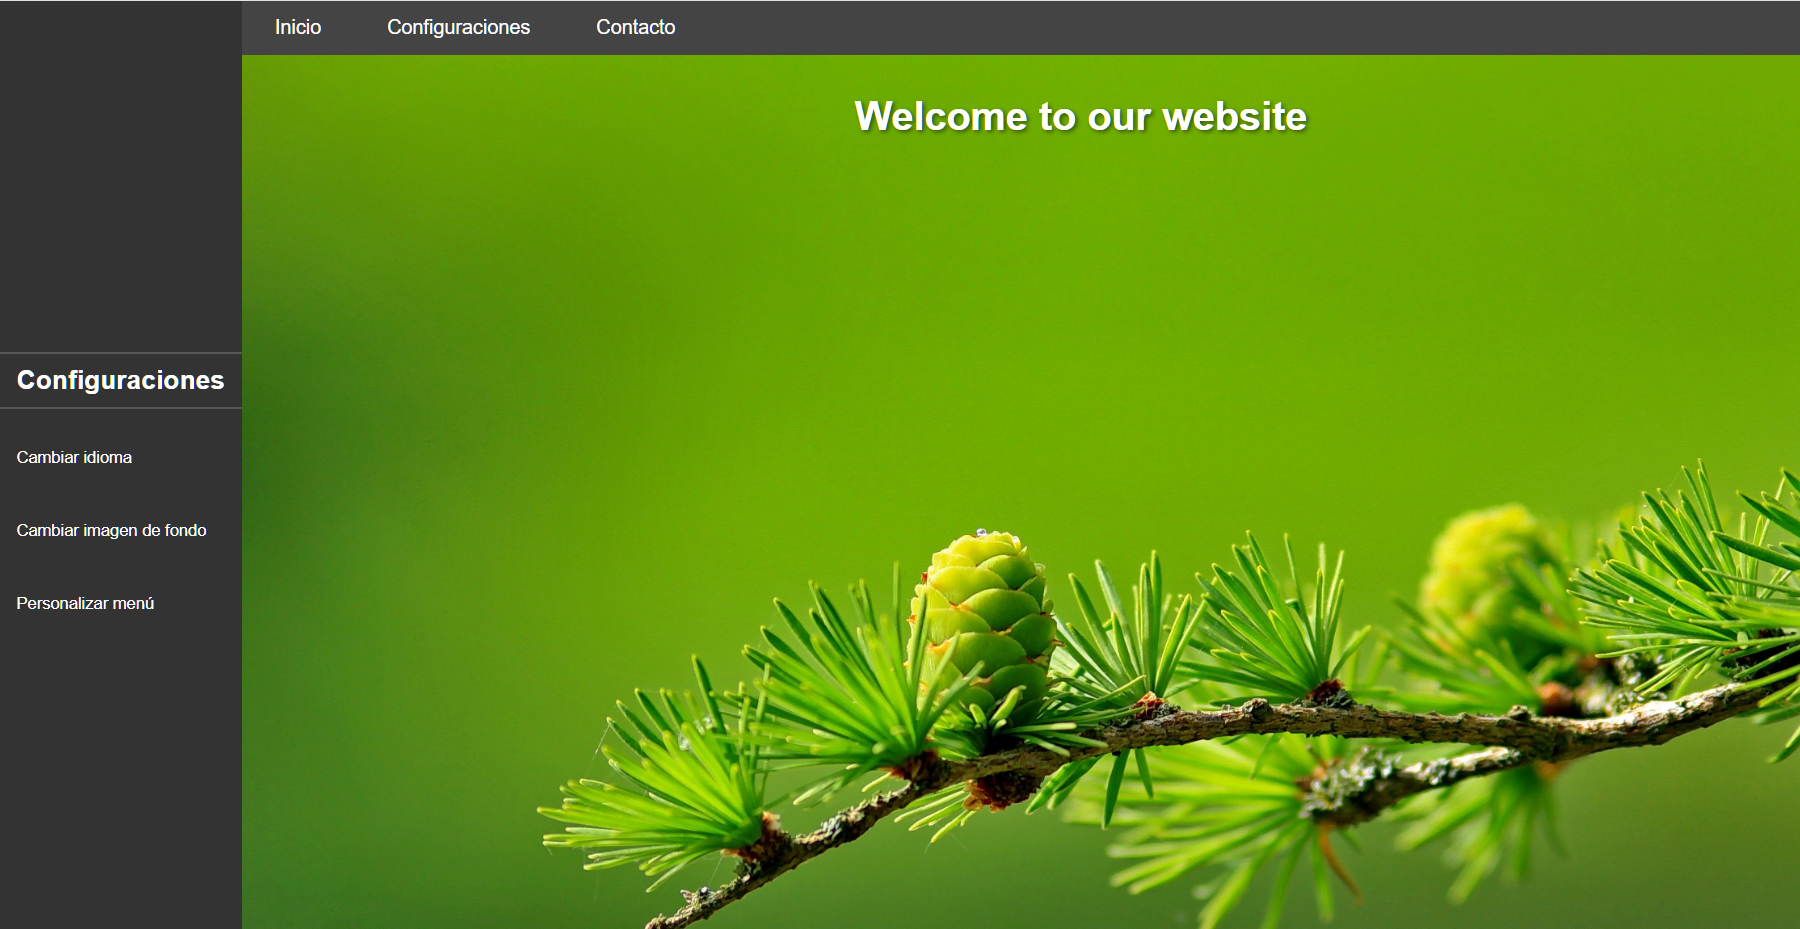 Inicio
Configuraciones
Contacto
Welcome to our website
Configuraciones
Cambiar idioma
Cambiar imagen de fondo
Personalizar menú